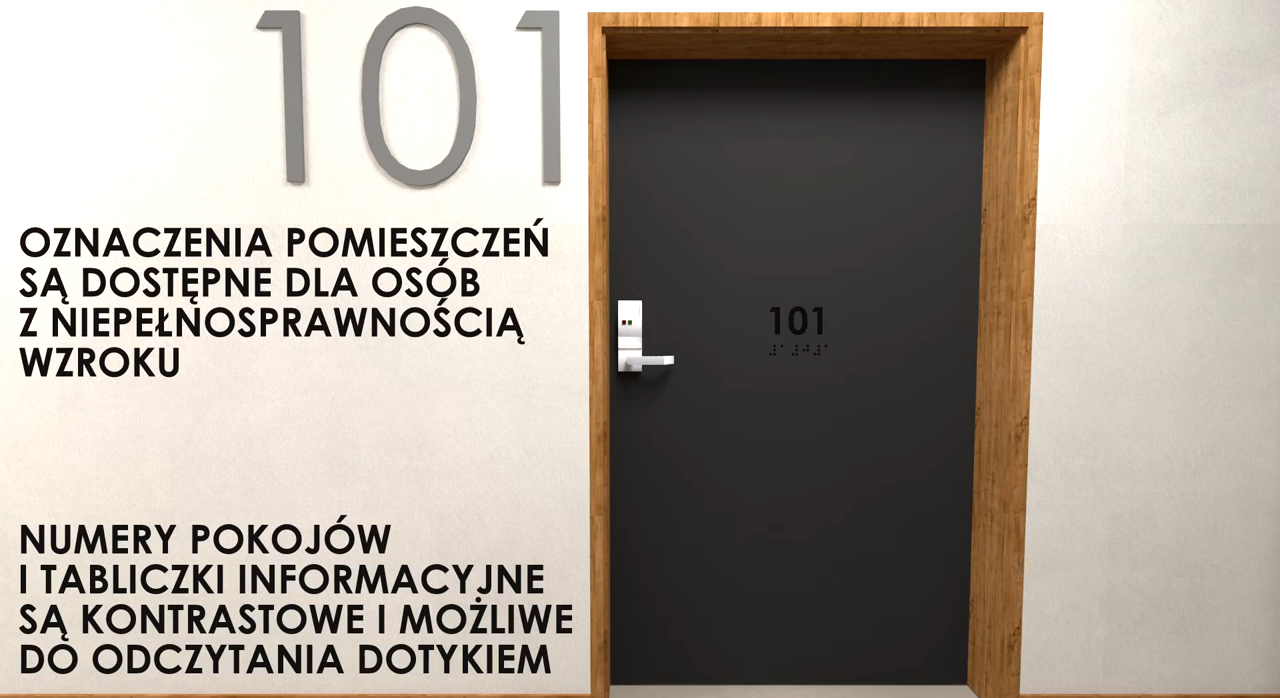 101
OZNACZENIA POMIESZCZEŃ
SĄ DOSTĘPNE DLA OSÓB
Z NIEPEŁNOSPRAWNOŚCIĄ
WZROKU
101
NUMERY POKOJÓW
I TABLICZKI INFORMACYJNE
SĄ KONTRASTOWE I MOŻLIWE
DO ODCZYTANIA DOTYKIEM